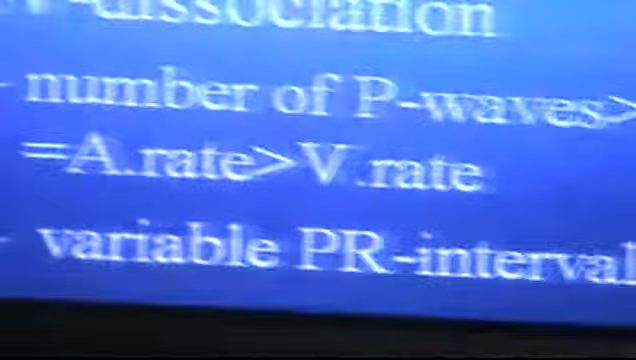 -dissociation
- number of P-waves>
=A.rate>V.rate
- variable PR-interval